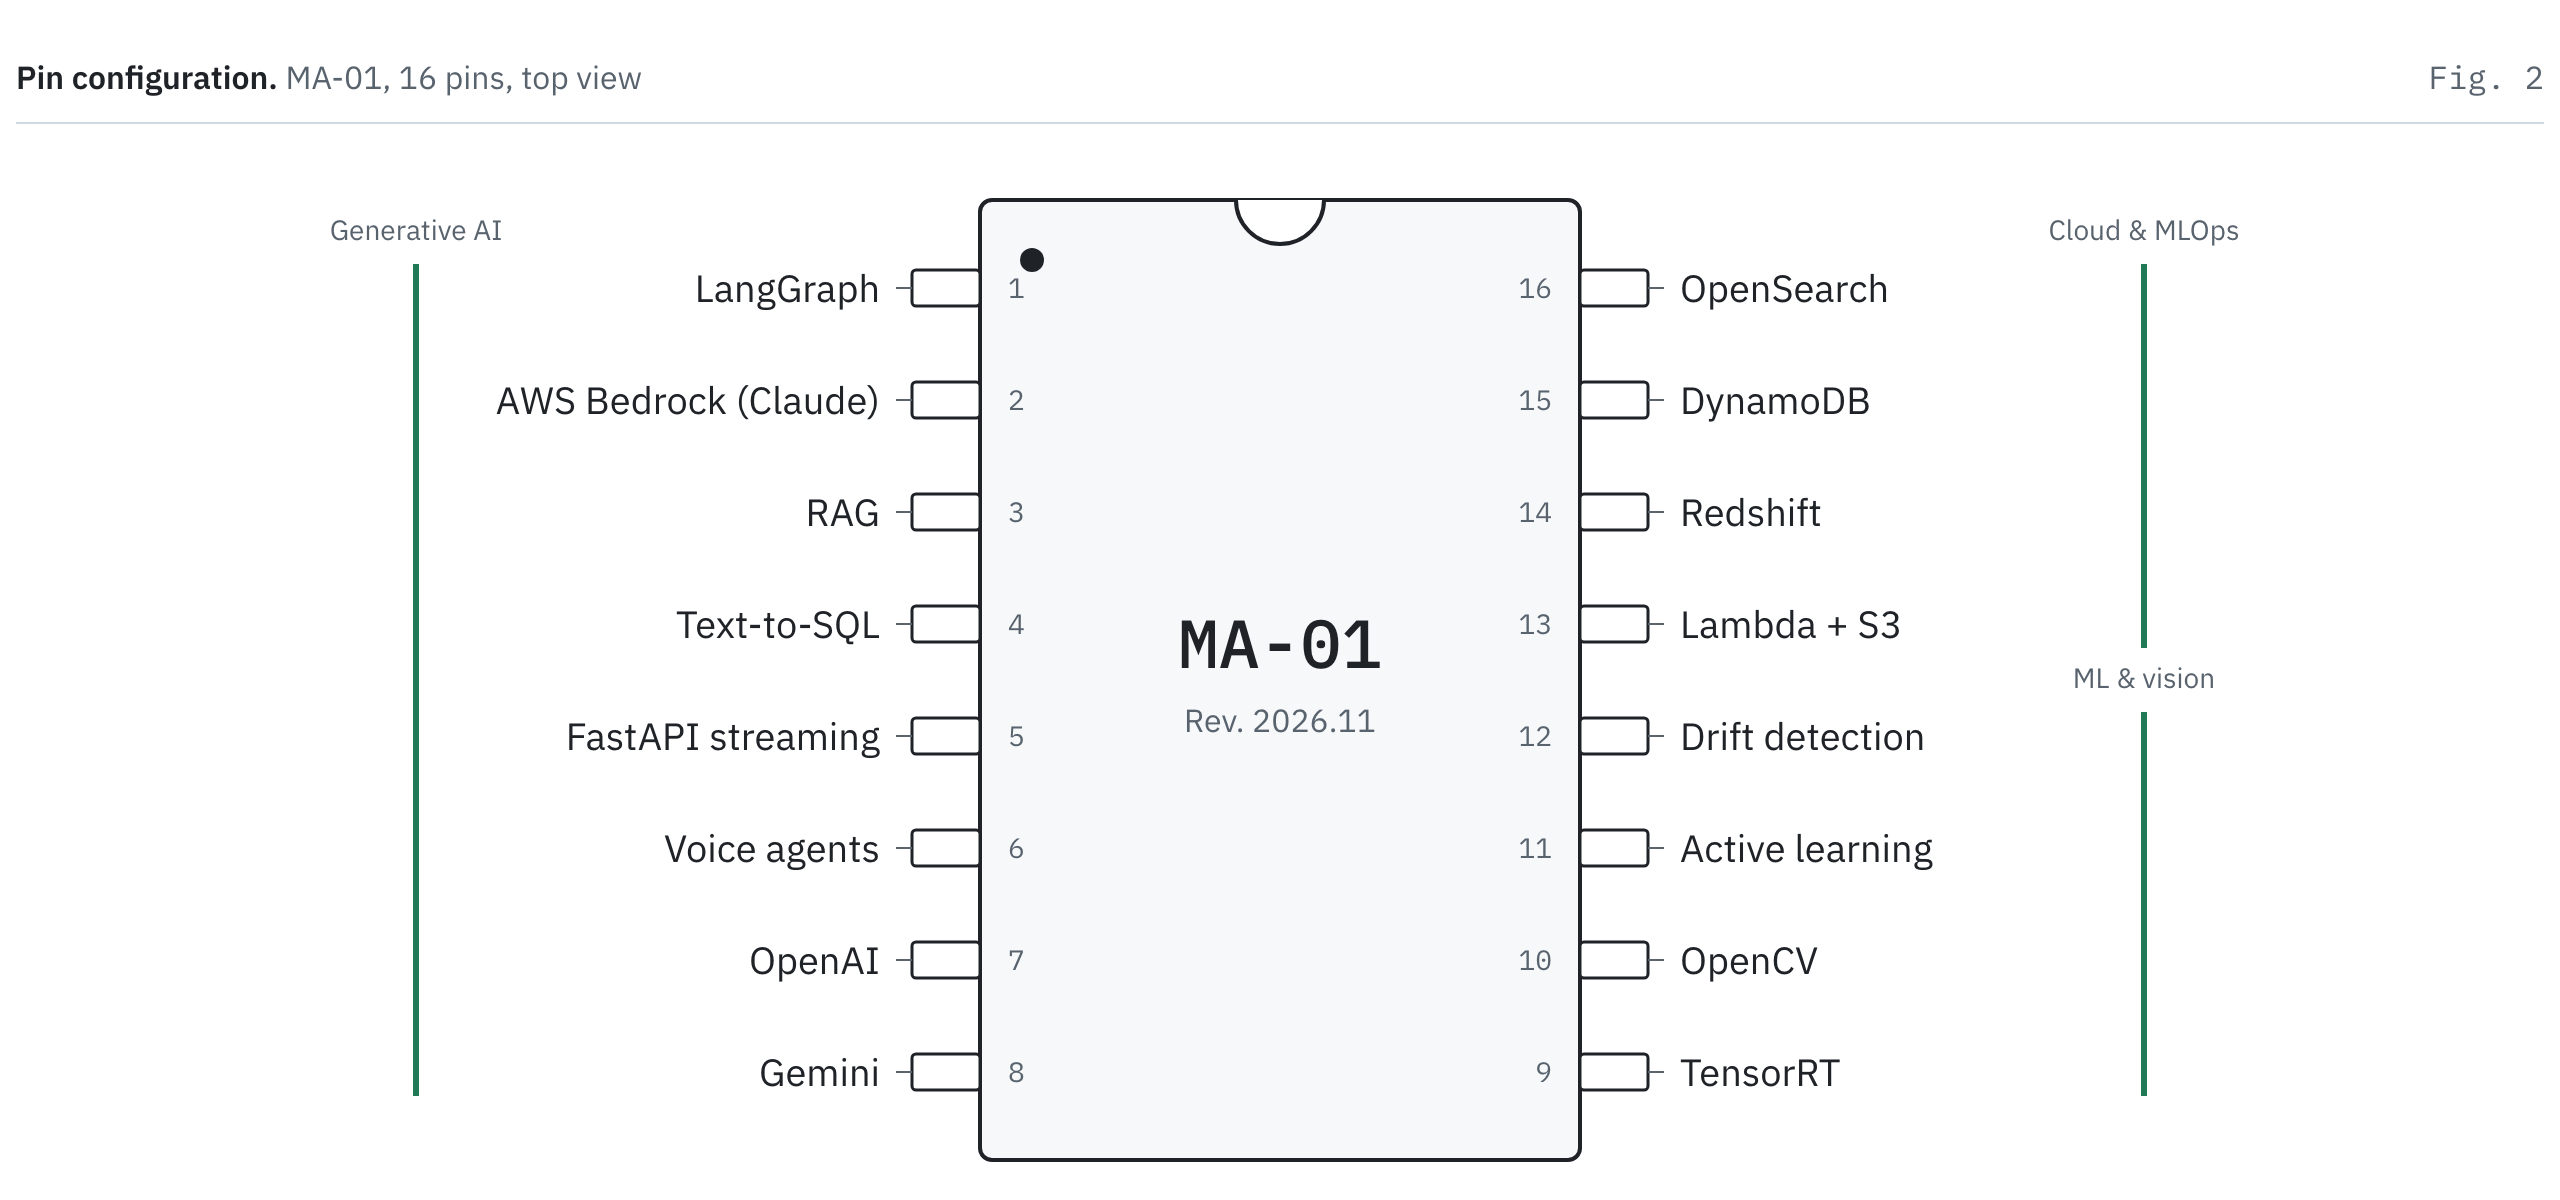 Pin configuration. MA-01, 16 pins, top view
Fig. 2
Generative AI
Cloud & MLOps
LangGraph 1 16 OpenSearch
AWS Bedrock (Claude) 2 15 DynamoDB
RAG 3 14 Redshift
Text-to-SQL 4 13 Lambda + S3
MA-01
ML & vision
Rev. 2026.11
FastAPI streaming 5 12 Drift detection
Voice agents 6 11 Active learning
OpenAI 7 10 OpenCV
Gemini 8 9 TensorRT